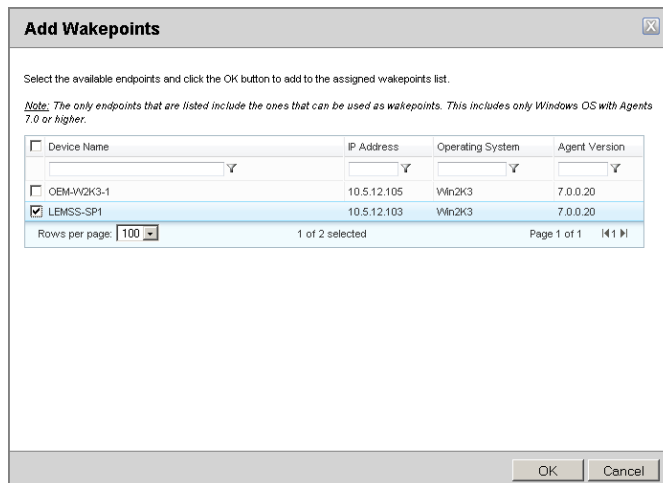 Add Wakepoints
Select the available endpoints and click the OK button to add to the assigned wakepoints list.
Note: The only endpoints that are listed include the ones that can be used as wakepoints. This includes only Windows OS with Agents
7.0 or higher.
Device Name IP Address Operating System Agent Version
OEM-W2K3-1 10.5.12.105 Win2K3 7.0.0.20
LEMSS-SP1 10.5.12.103 Win2K3 7.0.0.20
Rows per page: 100 1 of 2 selected Page 1 of 1 1
OK Cancel